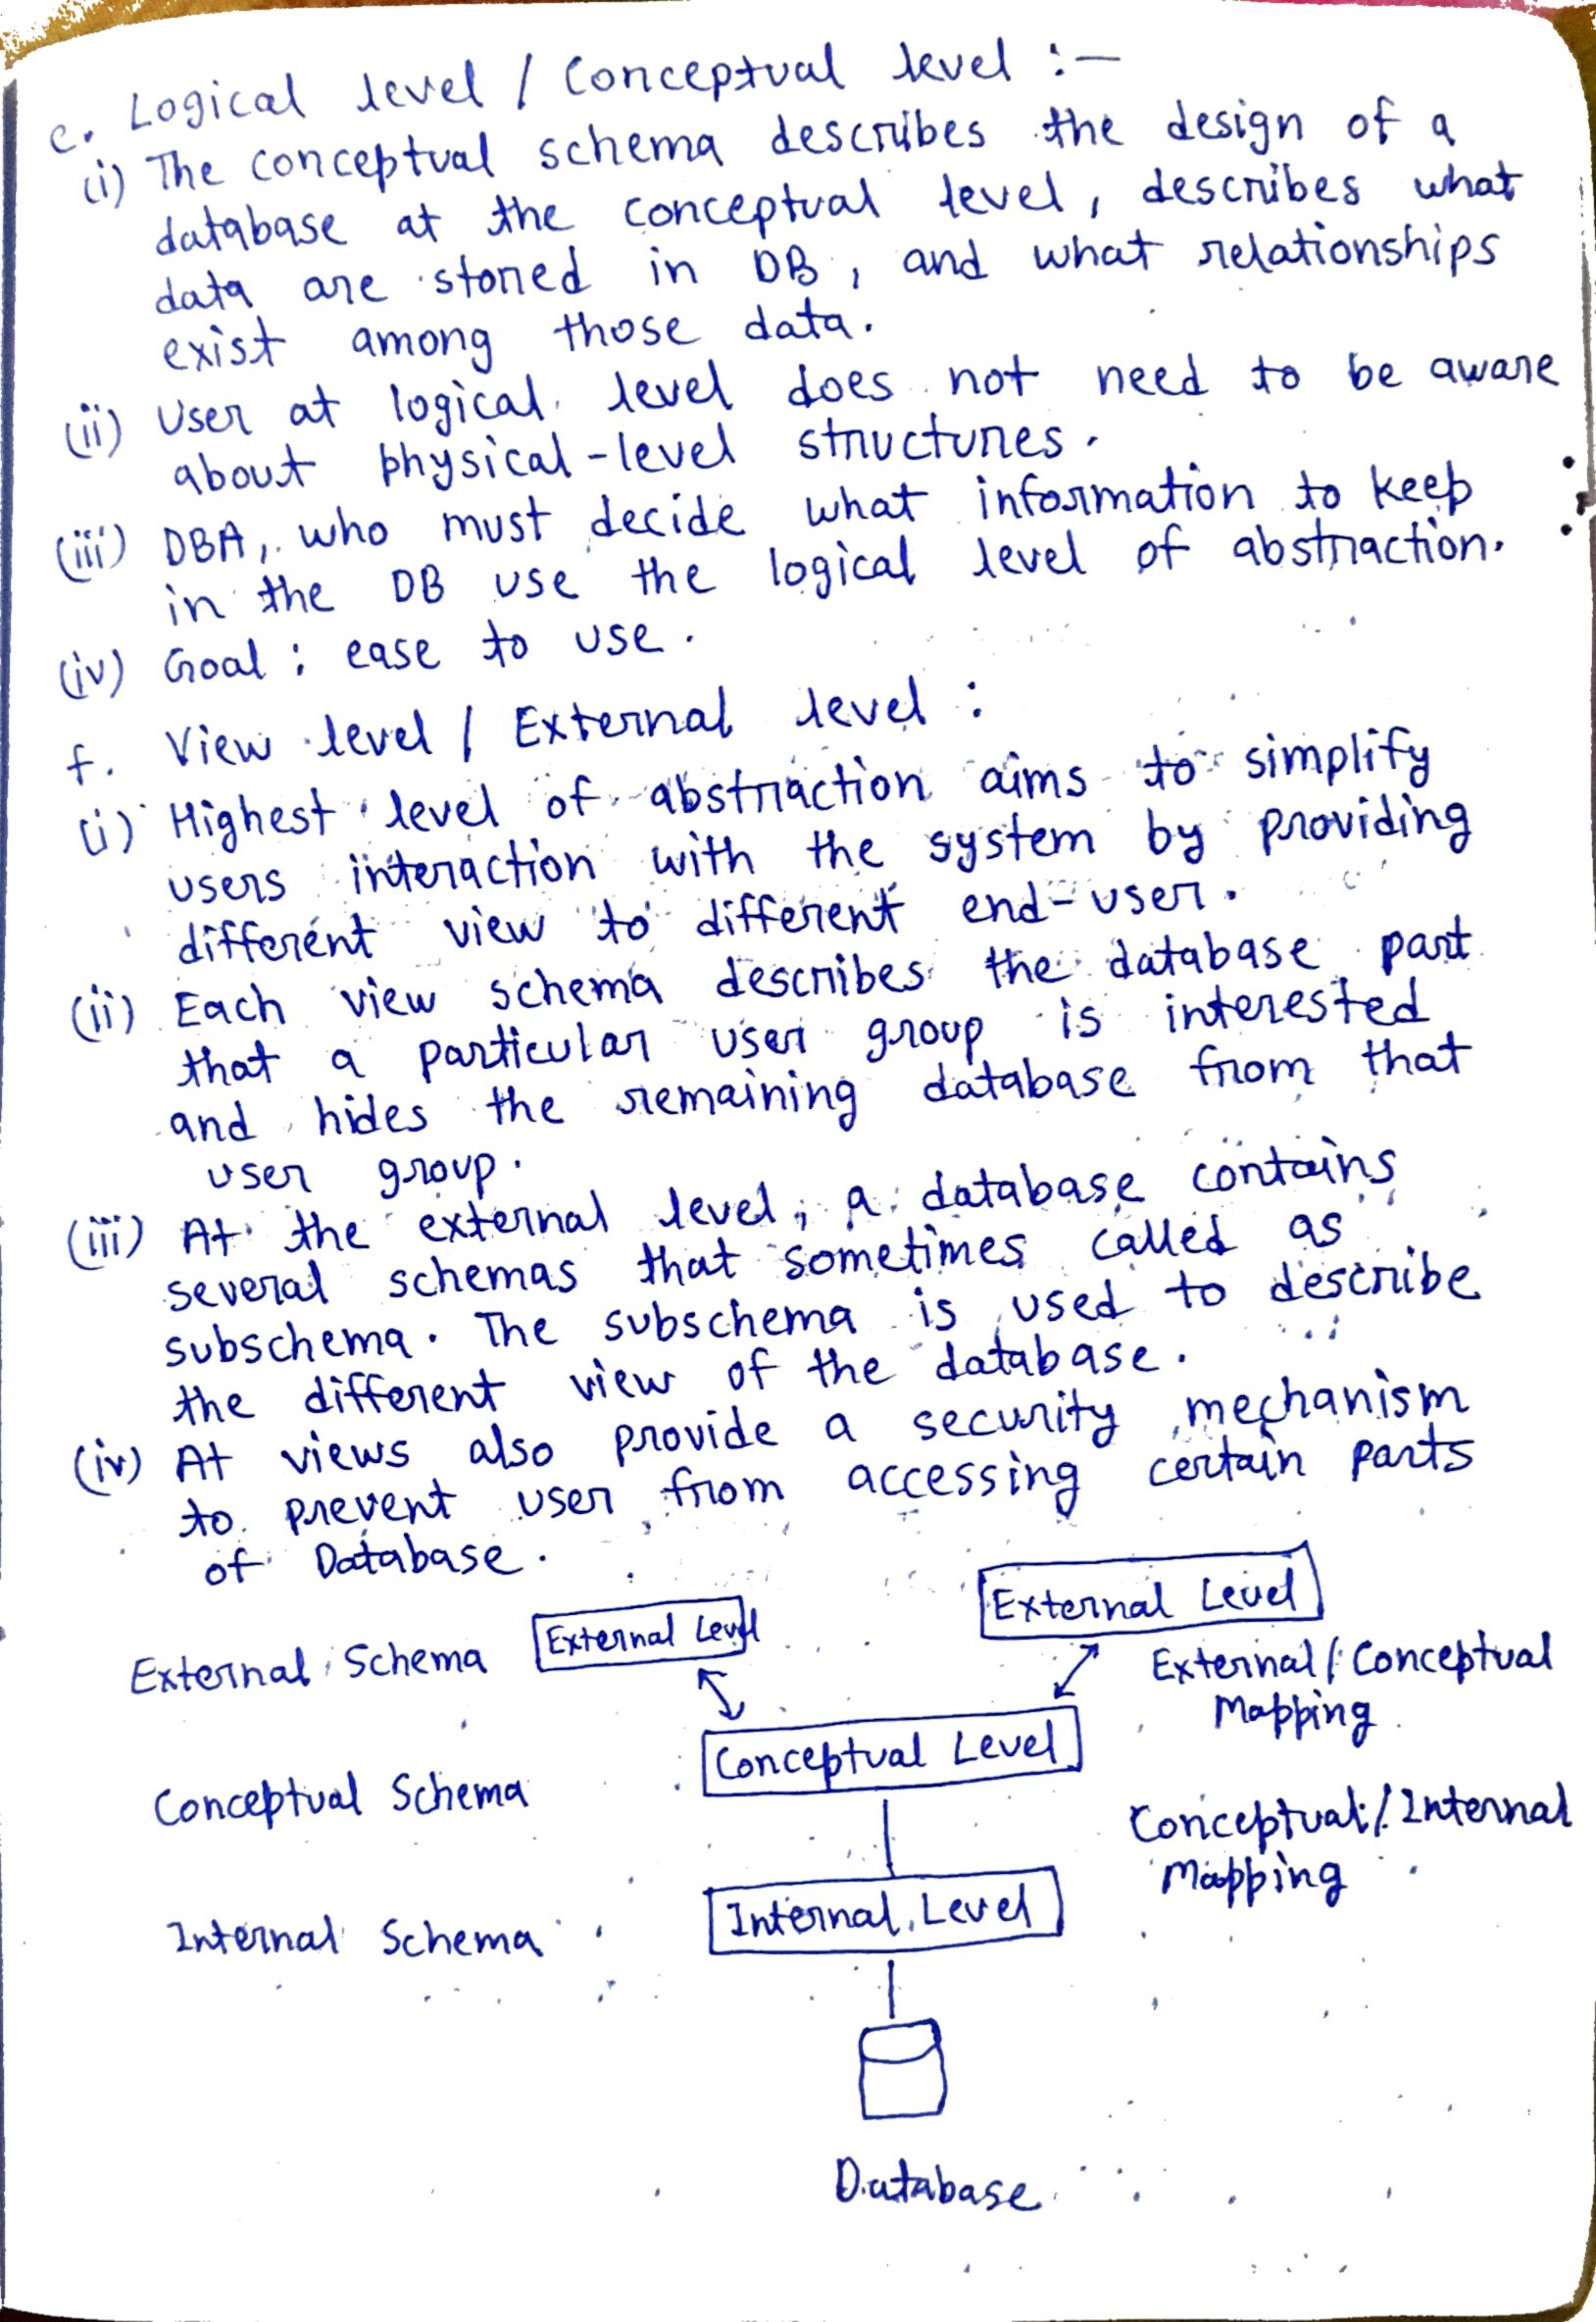 e. Logical level / Conceptual level :-
(i) The conceptual schema describes the design of a
database at the conceptual level, describes what
data are stored in DB, and what relationships
exist among those data.
(ii) User at logical level does not need to be aware
about physical-level structures.
(iii) DBA, who must decide what information to keep
in the DB use the logical level of abstraction.
(iv) Goal : ease to use.
f. View level / External level :
(i) Highest level of abstraction aims to simplify
users interaction with the system by providing
different view to different end-user.
(ii) Each view schema describes the database part
that a particular user group is interested
and hides the remaining database from that
user group.
(iii) At the external level, a database contains
several schemas that sometimes called as
subschema. The subschema is used to describe
the different view of the database.
(iv) At views also provide a security mechanism
to prevent user from accessing certain parts
of Database.
External Schema External Level External Level
External / Conceptual
Mapping
Conceptual Schema Conceptual Level
Conceptual / Internal
Mapping
Internal Schema Internal Level
Database